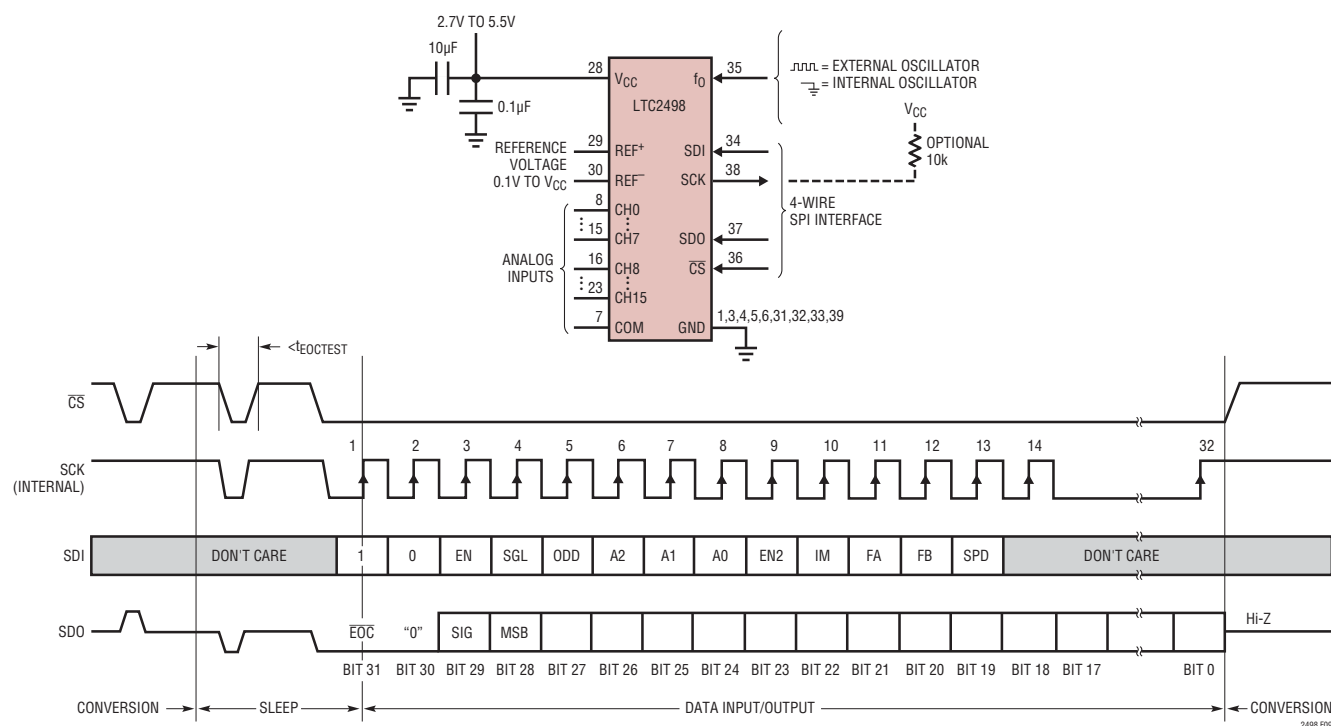 2.7V TO 5.5V
10µF
0.1µF
28
VCC
fO
35
LTC2498
= EXTERNAL OSCILLATOR
= INTERNAL OSCILLATOR
VCC
OPTIONAL
10k
REFERENCE
VOLTAGE
0.1V TO VCC
29
REF+
30
REF–
SDI
34
SCK
38
4-WIRE
SPI INTERFACE
ANALOG
INPUTS
8
CH0
15
CH7
16
CH8
23
CH15
7
COM
SDO
37
CS
36
GND
1,3,4,5,6,31,32,33,39
<tEOCTEST
CS
SCK
(INTERNAL)
1 2 3 4 5 6 7 8 9 10 11 12 13 14 32
SDI DON'T CARE 1 0 EN SGL ODD A2 A1 A0 EN2 IM FA FB SPD DON'T CARE
SDO EOC "0" SIG MSB Hi-Z
BIT 31 BIT 30 BIT 29 BIT 28 BIT 27 BIT 26 BIT 25 BIT 24 BIT 23 BIT 22 BIT 21 BIT 20 BIT 19 BIT 18 BIT 17 BIT 0
CONVERSION SLEEP DATA INPUT/OUTPUT CONVERSION
2498 F09